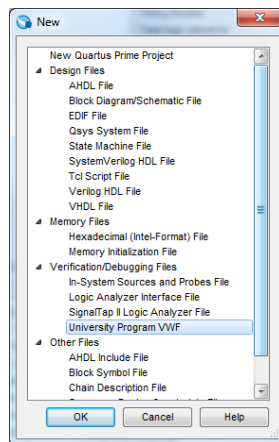 New
New Quartus Prime Project
Design Files
AHDL File
Block Diagram/Schematic File
EDIF File
Qsys System File
State Machine File
SystemVerilog HDL File
Tcl Script File
Verilog HDL File
VHDL File
Memory Files
Hexadecimal (Intel-Format) File
Memory Initialization File
Verification/Debugging Files
In-System Sources and Probes File
Logic Analyzer Interface File
SignalTap II Logic Analyzer File
University Program VWF
Other Files
AHDL Include File
Block Symbol File
Chain Description File
OK Cancel Help